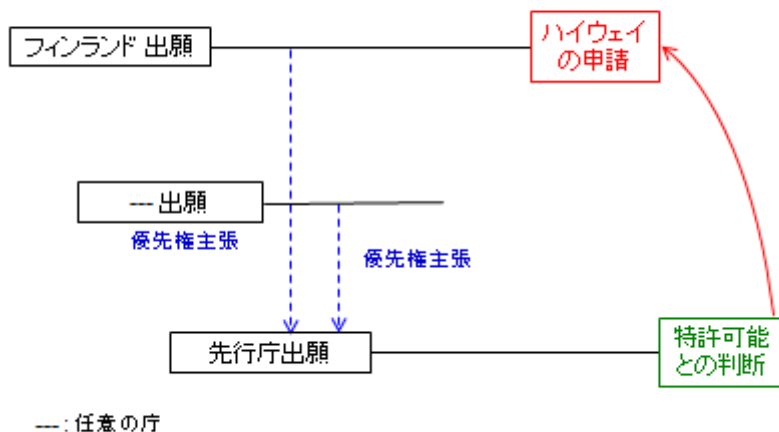 フィンランド 出願
ハイウェイ
の申請
--- 出願
優先権主張
優先権主張
先行庁出願
特許可能
との判断
---: 任意の庁